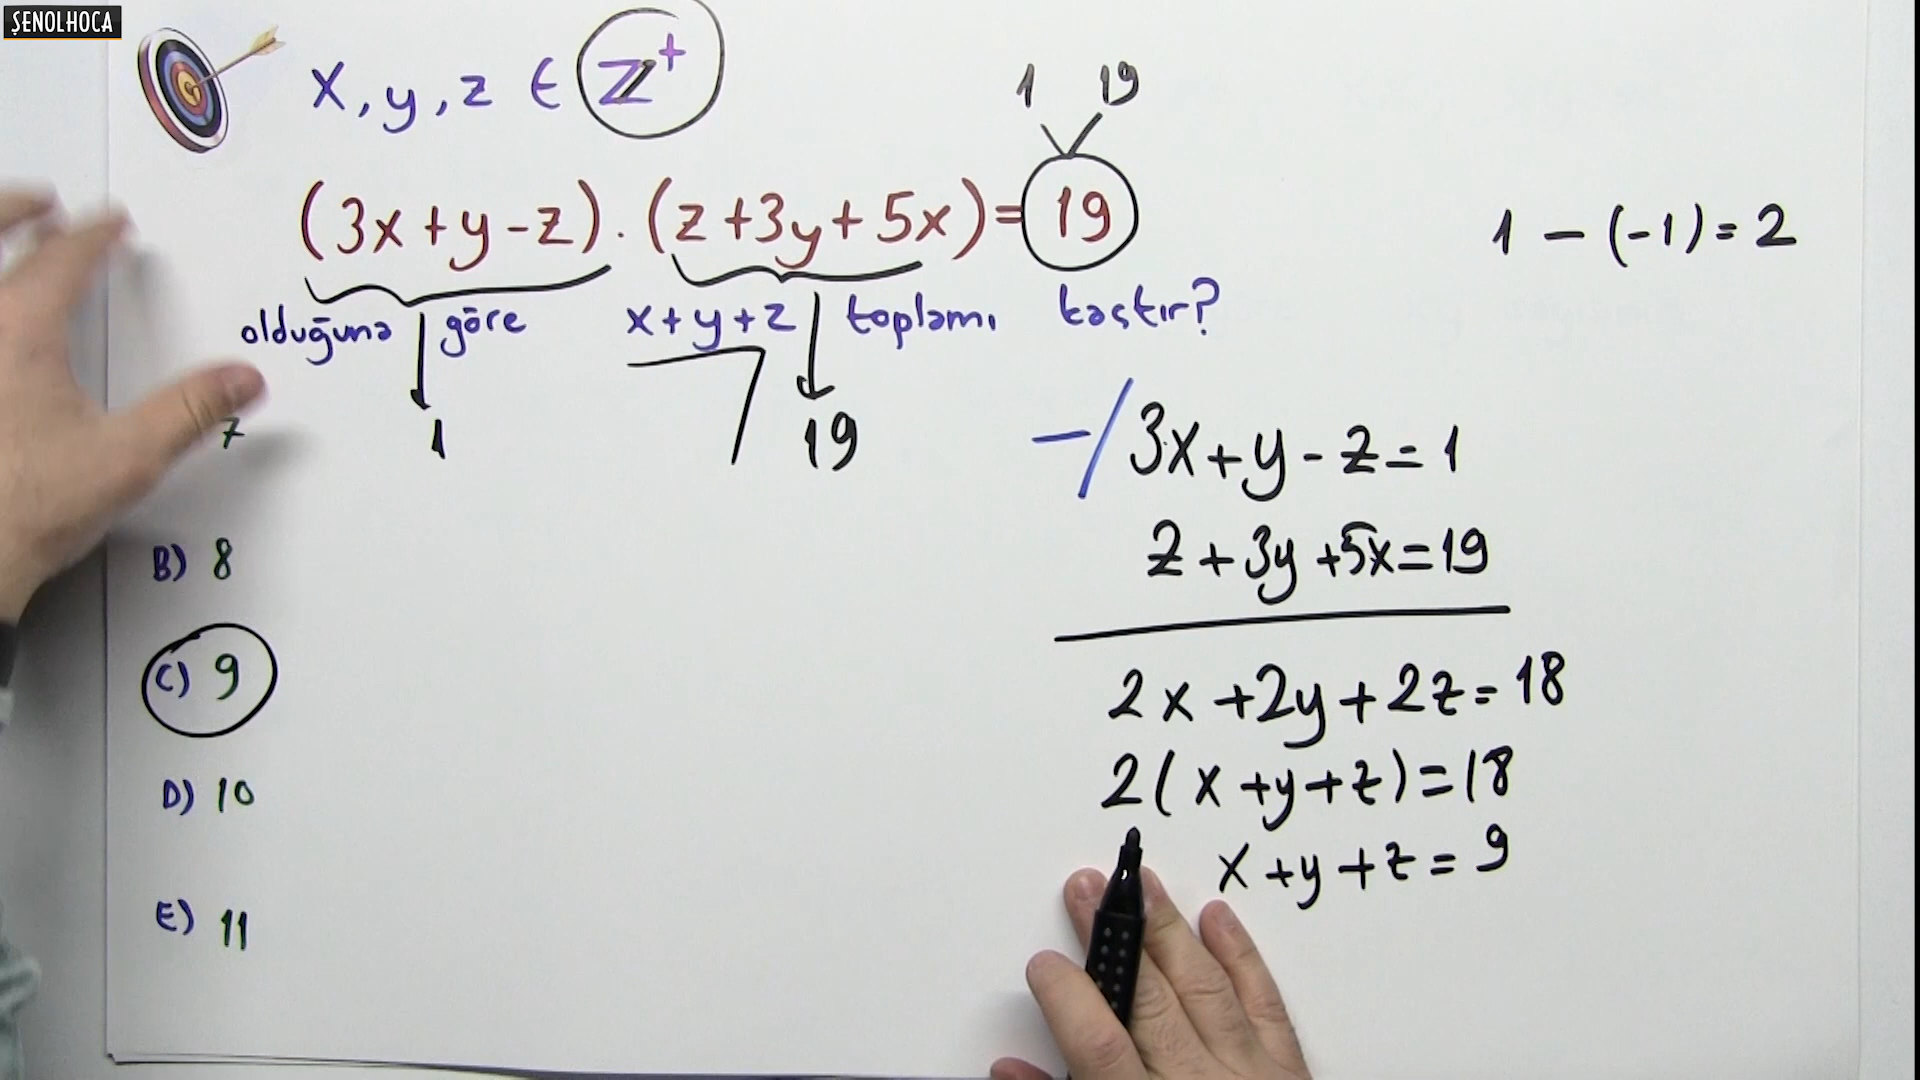 ŞENOLHOCA
x, y, z ∈ Z⁺
1 19
(3x+y-z).(z+3y+5x)=19
1-(-1)=2
olduğuna göre x+y+z toplamı kaçtır?
1
19
-/ 3x+y-z=1
z+3y+5x=19
2x+2y+2z=18
2(x+y+z)=18
x+y+z=9
7
B) 8
C) 9
D) 10
E) 11